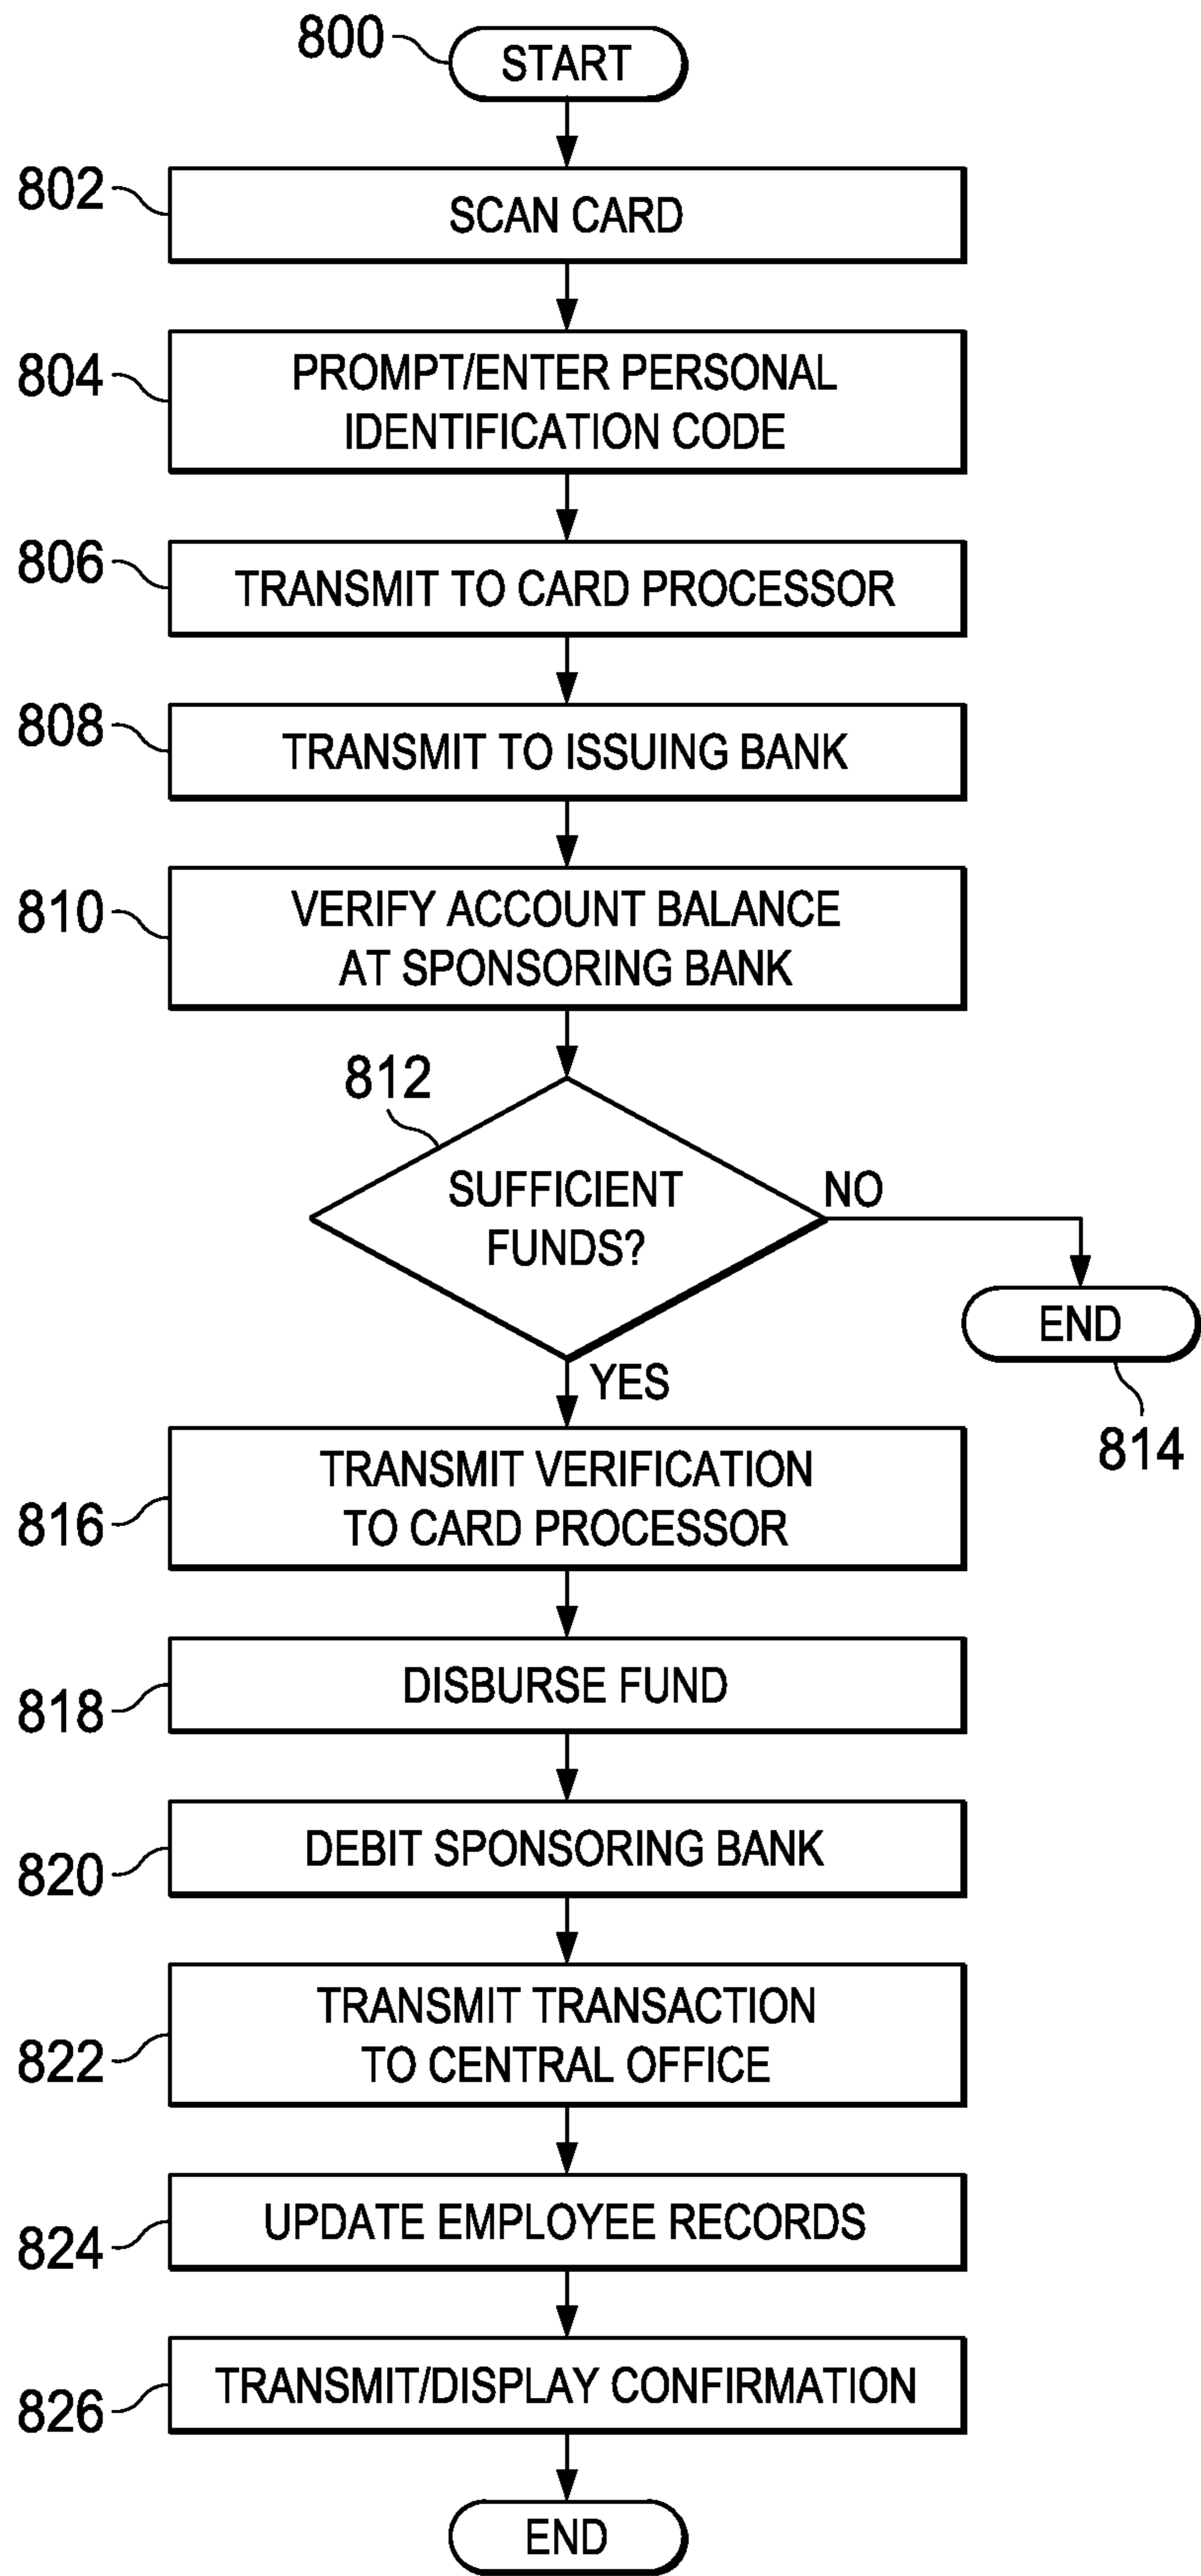 800
START
802
SCAN CARD
804
PROMPT/ENTER PERSONAL
IDENTIFICATION CODE
806
TRANSMIT TO CARD PROCESSOR
808
TRANSMIT TO ISSUING BANK
810
VERIFY ACCOUNT BALANCE
AT SPONSORING BANK
812
SUFFICIENT
FUNDS?
NO
END
814
YES
816
TRANSMIT VERIFICATION
TO CARD PROCESSOR
818
DISBURSE FUND
820
DEBIT SPONSORING BANK
822
TRANSMIT TRANSACTION
TO CENTRAL OFFICE
824
UPDATE EMPLOYEE RECORDS
826
TRANSMIT/DISPLAY CONFIRMATION
END